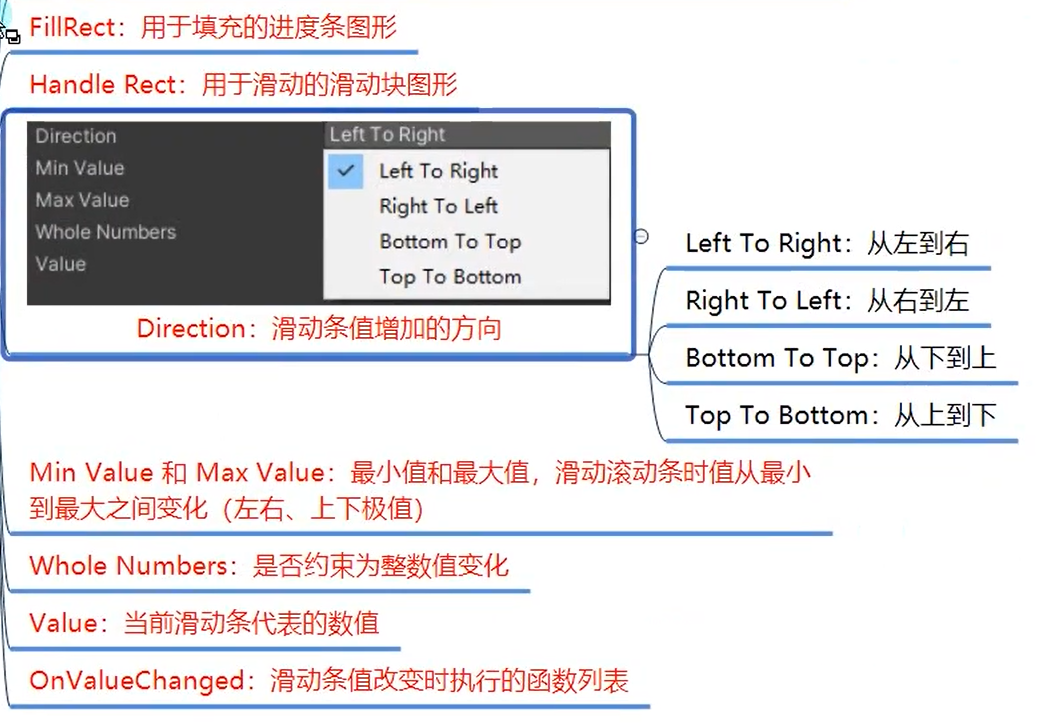 FillRect：用于填充的进度条图形
Handle Rect：用于滑动的滑动块图形
Direction
Left To Right
Min Value
Max Value
Whole Numbers
Value
Left To Right
Right To Left
Bottom To Top
Top To Bottom
Direction：滑动条值增加的方向
Left To Right：从左到右
Right To Left：从右到左
Bottom To Top：从下到上
Top To Bottom：从上到下
Min Value 和 Max Value：最小值和最大值，滑动滚动条时值从最小
到最大之间变化（左右、上下极值）
Whole Numbers：是否约束为整数值变化
Value：当前滑动条代表的数值
OnValueChanged：滑动条值改变时执行的函数列表